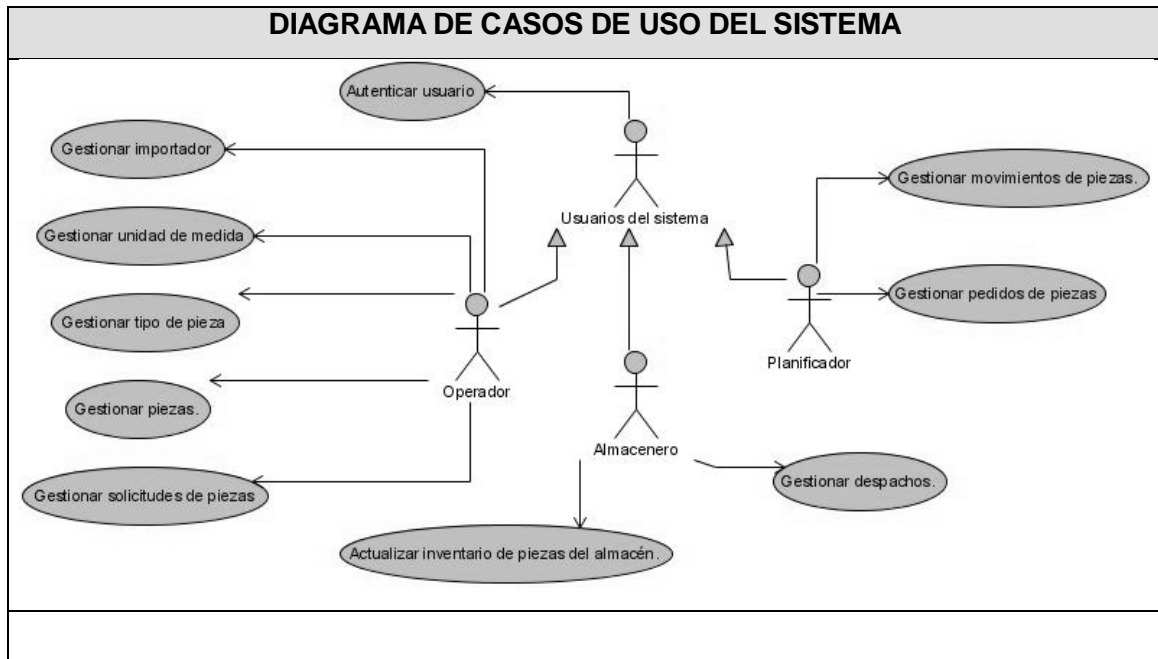 DIAGRAMA DE CASOS DE USO DEL SISTEMA
Autenticar usuario
Gestionar importador
Gestionar movimientos de piezas.
Usuarios del sistema
Gestionar unidad de medida
Gestionar pedidos de piezas
Gestionar tipo de pieza
Planificador
Operador
Gestionar piezas.
Almacenero
Gestionar despachos.
Gestionar solicitudes de piezas
Actualizar inventario de piezas del almacén.